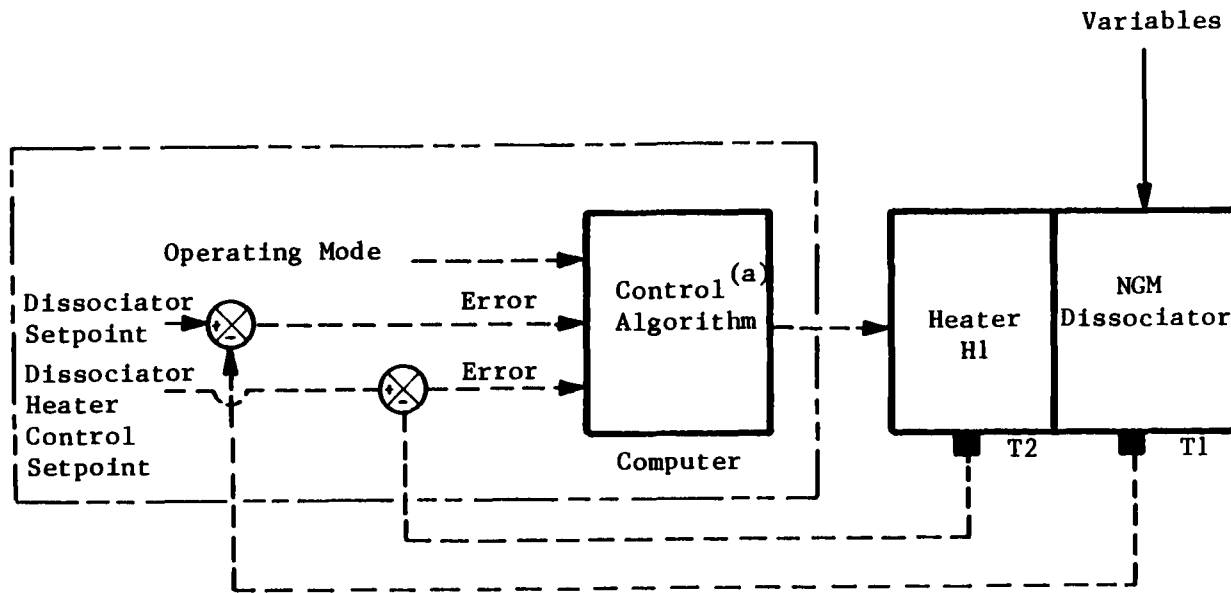 Variables
Operating Mode
Dissociator
Setpoint
+
-
Error
Dissociator
Heater
Control
Setpoint
+
-
Error
Control (a)
Algorithm
Computer
Heater
H1
NGM
Dissociator
T2
T1